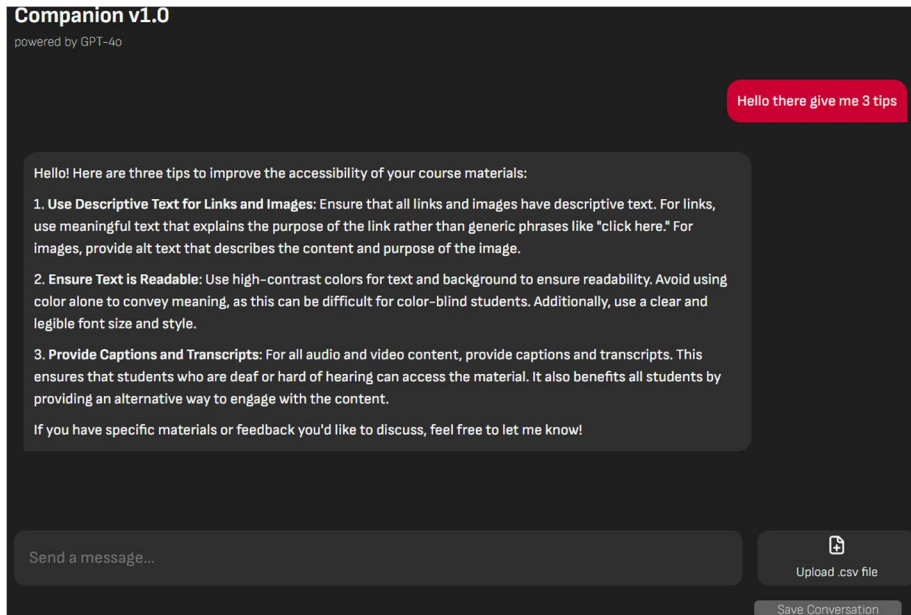 Companion v1.0
powered by GPT-4o
Hello there give me 3 tips
Hello! Here are three tips to improve the accessibility of your course materials:
1. Use Descriptive Text for Links and Images: Ensure that all links and images have descriptive text. For links,
use meaningful text that explains the purpose of the link rather than generic phrases like "click here." For
images, provide alt text that describes the content and purpose of the image.
2. Ensure Text is Readable: Use high-contrast colors for text and background to ensure readability. Avoid using
color alone to convey meaning, as this can be difficult for color-blind students. Additionally, use a clear and
legible font size and style.
3. Provide Captions and Transcripts: For all audio and video content, provide captions and transcripts. This
ensures that students who are deaf or hard of hearing can access the material. It also benefits all students by
providing an alternative way to engage with the content.
If you have specific materials or feedback you'd like to discuss, feel free to let me know!
Send a message...
Upload .csv file
Save Conversation